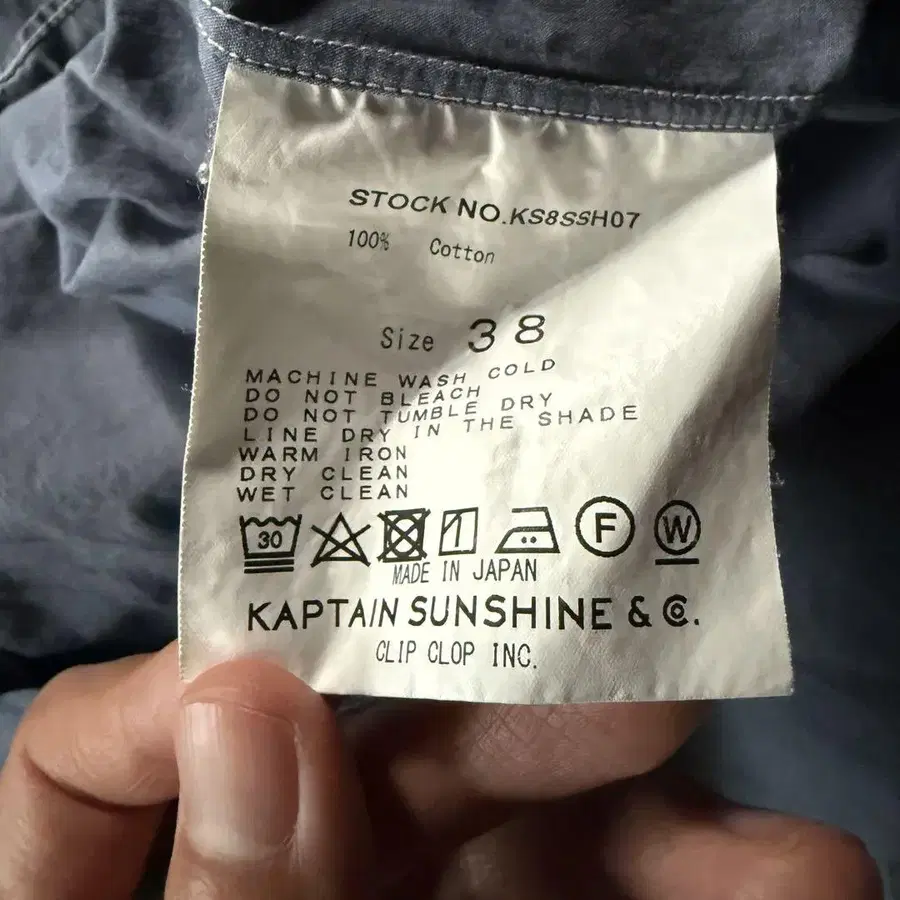 STOCK NO.KS8SSH07
100% Cotton
Size 38
MACHINE WASH COLD
DO NOT BLEACH
DO NOT TUMBLE DRY
LINE DRY IN THE SHADE
WARM IRON
DRY CLEAN
WET CLEAN
30 F W
MADE IN JAPAN
KAPTAIN SUNSHINE & Co.
CLIP CLOP INC.